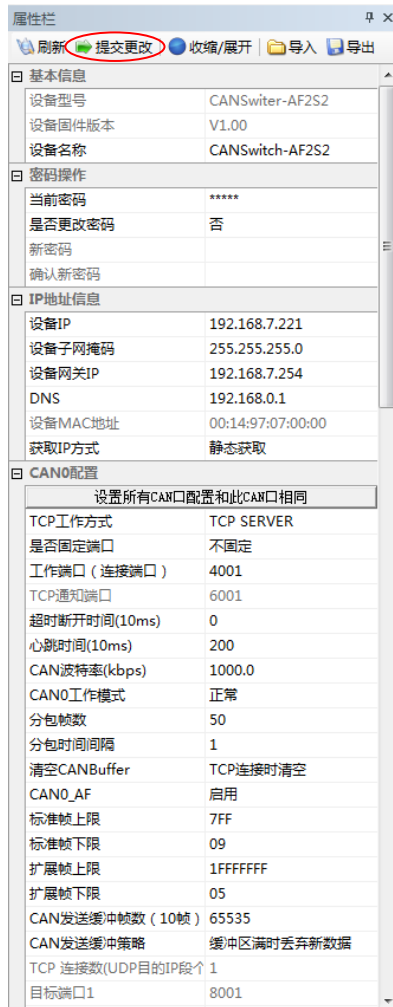 属性栏
刷新 提交更改 收缩/展开 导入 导出
基本信息
设备型号 CANSwiter-AF2S2
设备固件版本 V1.00
设备名称 CANSwitch-AF2S2
密码操作
当前密码 *****
是否更改密码 否
新密码
确认新密码
IP地址信息
设备IP 192.168.7.221
设备子网掩码 255.255.255.0
设备网关IP 192.168.7.254
DNS 192.168.0.1
设备MAC地址 00:14:97:07:00:00
获取IP方式 静态获取
CAN0配置
设置所有CAN口配置和此CAN口相同
TCP工作方式 TCP SERVER
是否固定端口 不固定
工作端口（连接端口） 4001
TCP通知端口 6001
超时断开时间(10ms) 0
心跳时间(10ms) 200
CAN波特率(kbps) 1000.0
CAN0工作模式 正常
分包帧数 50
分包时间间隔 1
清空CANBuffer TCP连接时清空
CAN0_AF 启用
标准帧上限 7FF
标准帧下限 09
扩展帧上限 1FFFFFFF
扩展帧下限 05
CAN发送缓冲帧数（10帧） 65535
CAN发送缓冲策略 缓冲区满时丢弃新数据
TCP 连接数(UDP目的IP段个 1
目标端口1 8001